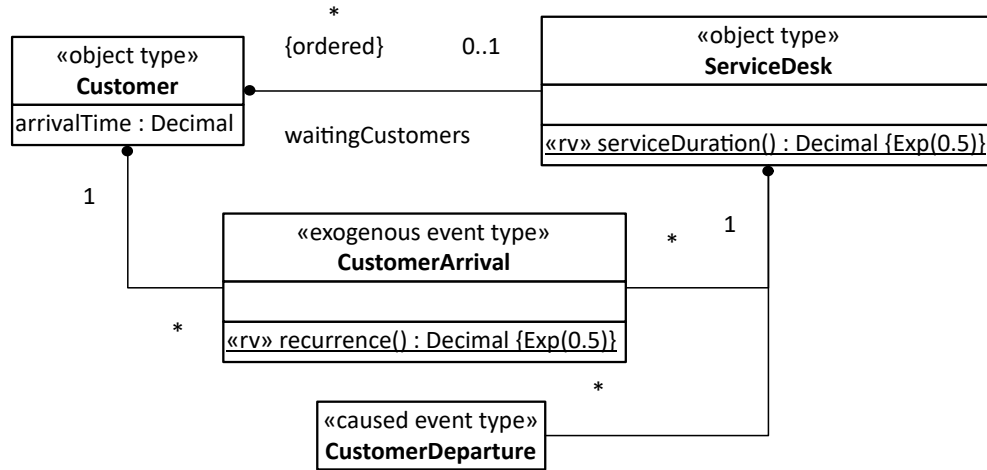 *
{ordered}
0..1
«object type»
Customer
arrivalTime : Decimal
«object type»
ServiceDesk
«rv» serviceDuration() : Decimal {Exp(0.5)}
waitingCustomers
1
*
«exogenous event type»
CustomerArrival
«rv» recurrence() : Decimal {Exp(0.5)}
*
1
*
«caused event type»
CustomerDeparture